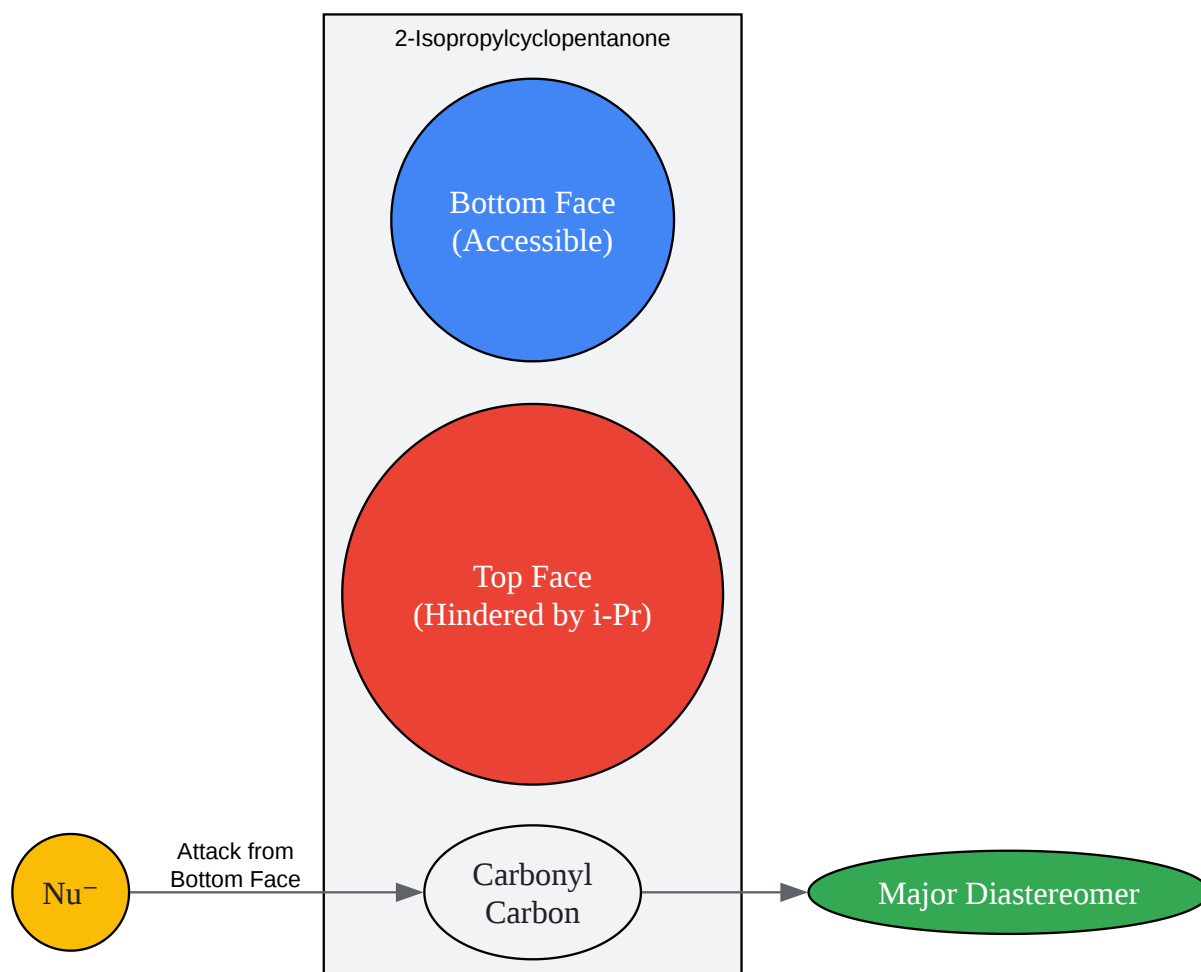 2-Isopropylcyclopentanone
Bottom Face
(Accessible)
Top Face
(Hindered by i-Pr)
Attack from
Bottom Face
Nu⁻
Carbonyl
Carbon
Major Diastereomer